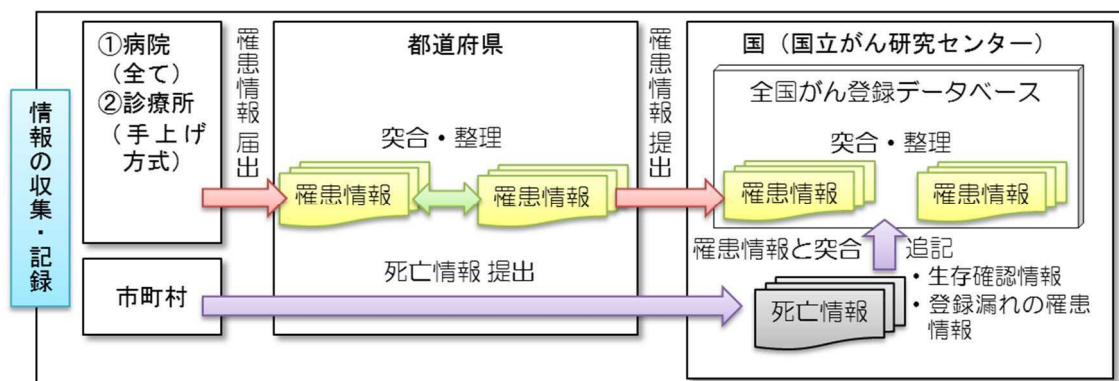 情報の収集・記録
①病院
(全て)
②診療所
(手上げ
方式)
罹患情報 届出
都道府県
突合・整理
罹患情報
罹患情報
罹患情報 提出
国(国立がん研究センター)
全国がん登録データベース
突合・整理
罹患情報
罹患情報
罹患情報と突合
追記
市町村
死亡情報 提出
死亡情報
・生存確認情報
・登録漏れの罹患
情報